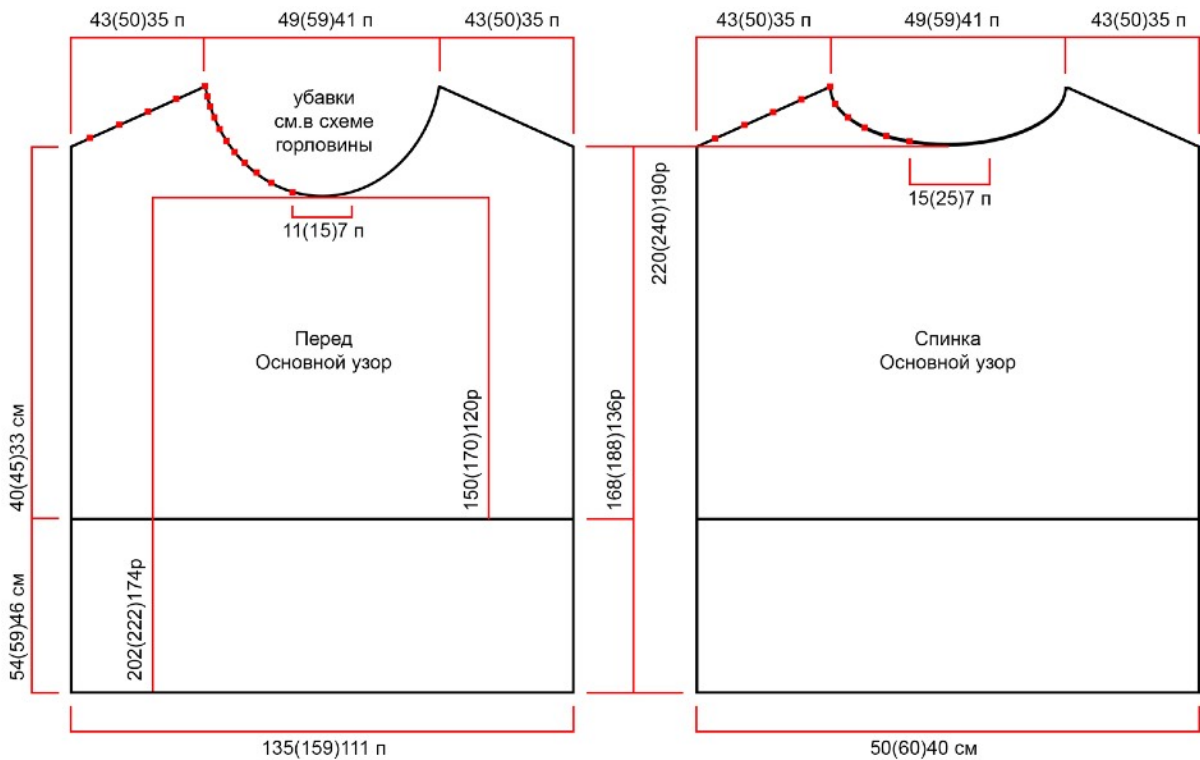 43(50)35 п
49(59)41 п
43(50)35 п
43(50)35 п
49(59)41 п
43(50)35 п
убавки
см.в схеме
горловины
11(15)7 п
15(25)7 п
220(240)190р
Перед
Основной узор
Спинка
Основной узор
40(45)33 см
150(170)120р
168(188)136р
54(59)46 см
202(222)174р
135(159)111 п
50(60)40 см